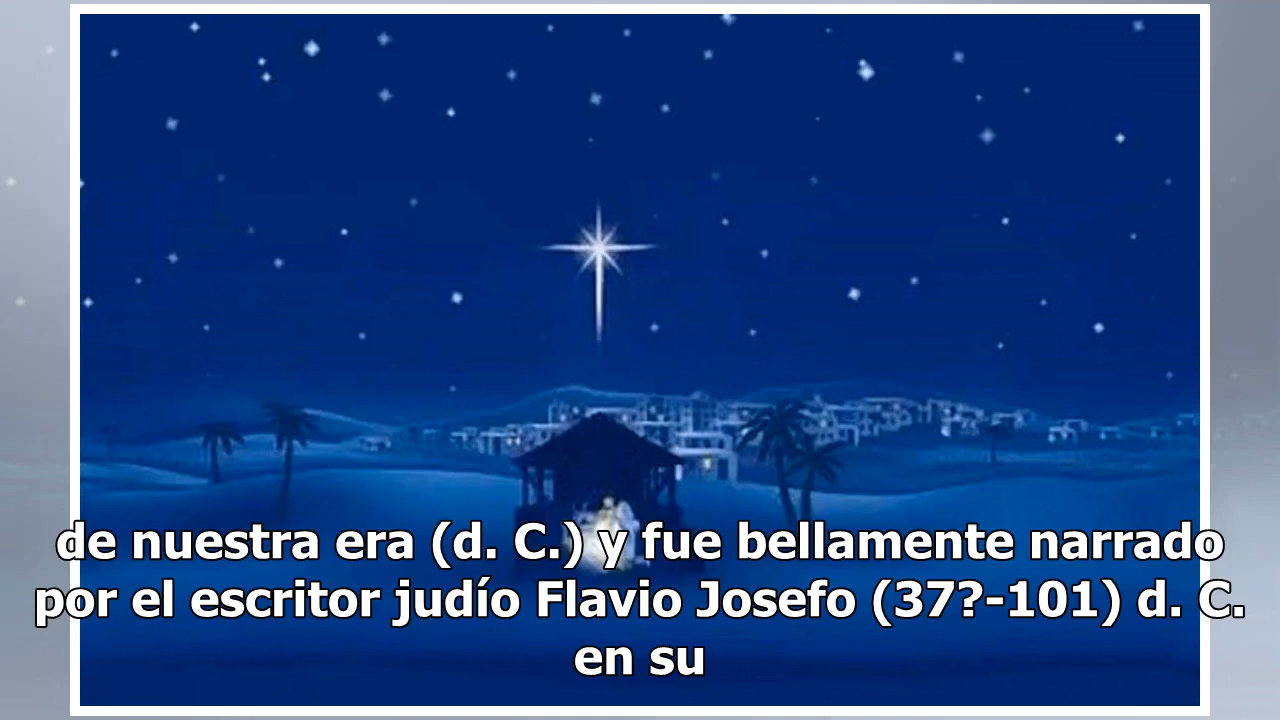 de nuestra era (d. C.) y fue bellamente narrado
por el escritor judío Flavio Josefo (37?-101) d. C.
en su